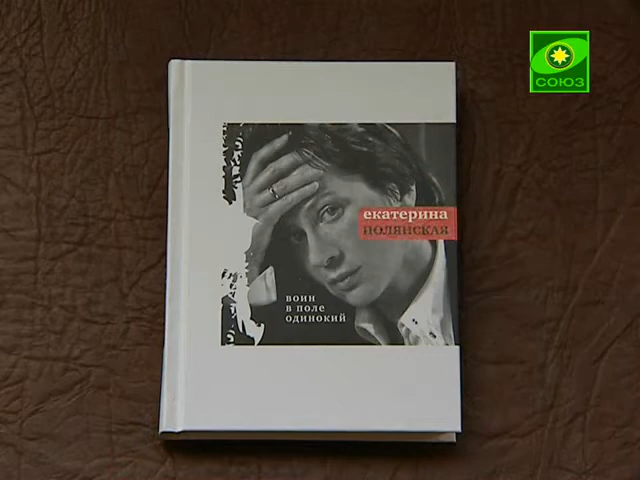 СОЮЗ
екатерина
полянская
воин
в поле
одинокий